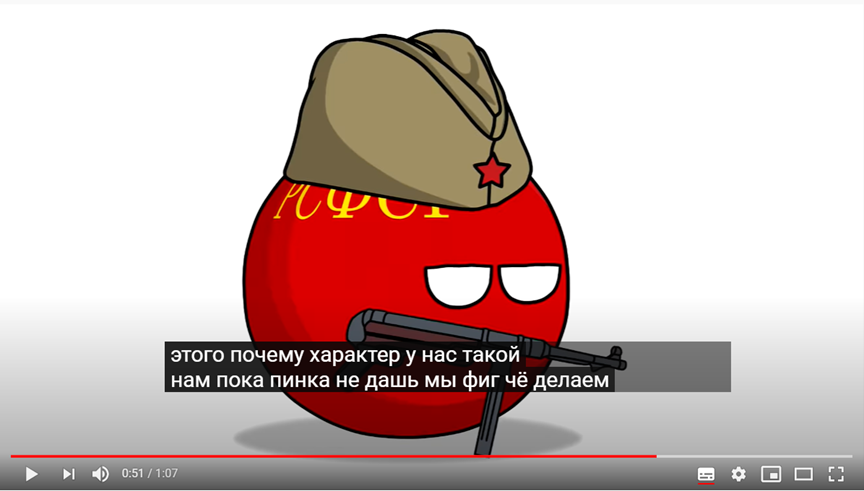 РСФСР
этого почему характер у нас такой
нам пока пинка не дашь мы фиг чё делаем
0:51 / 1:07